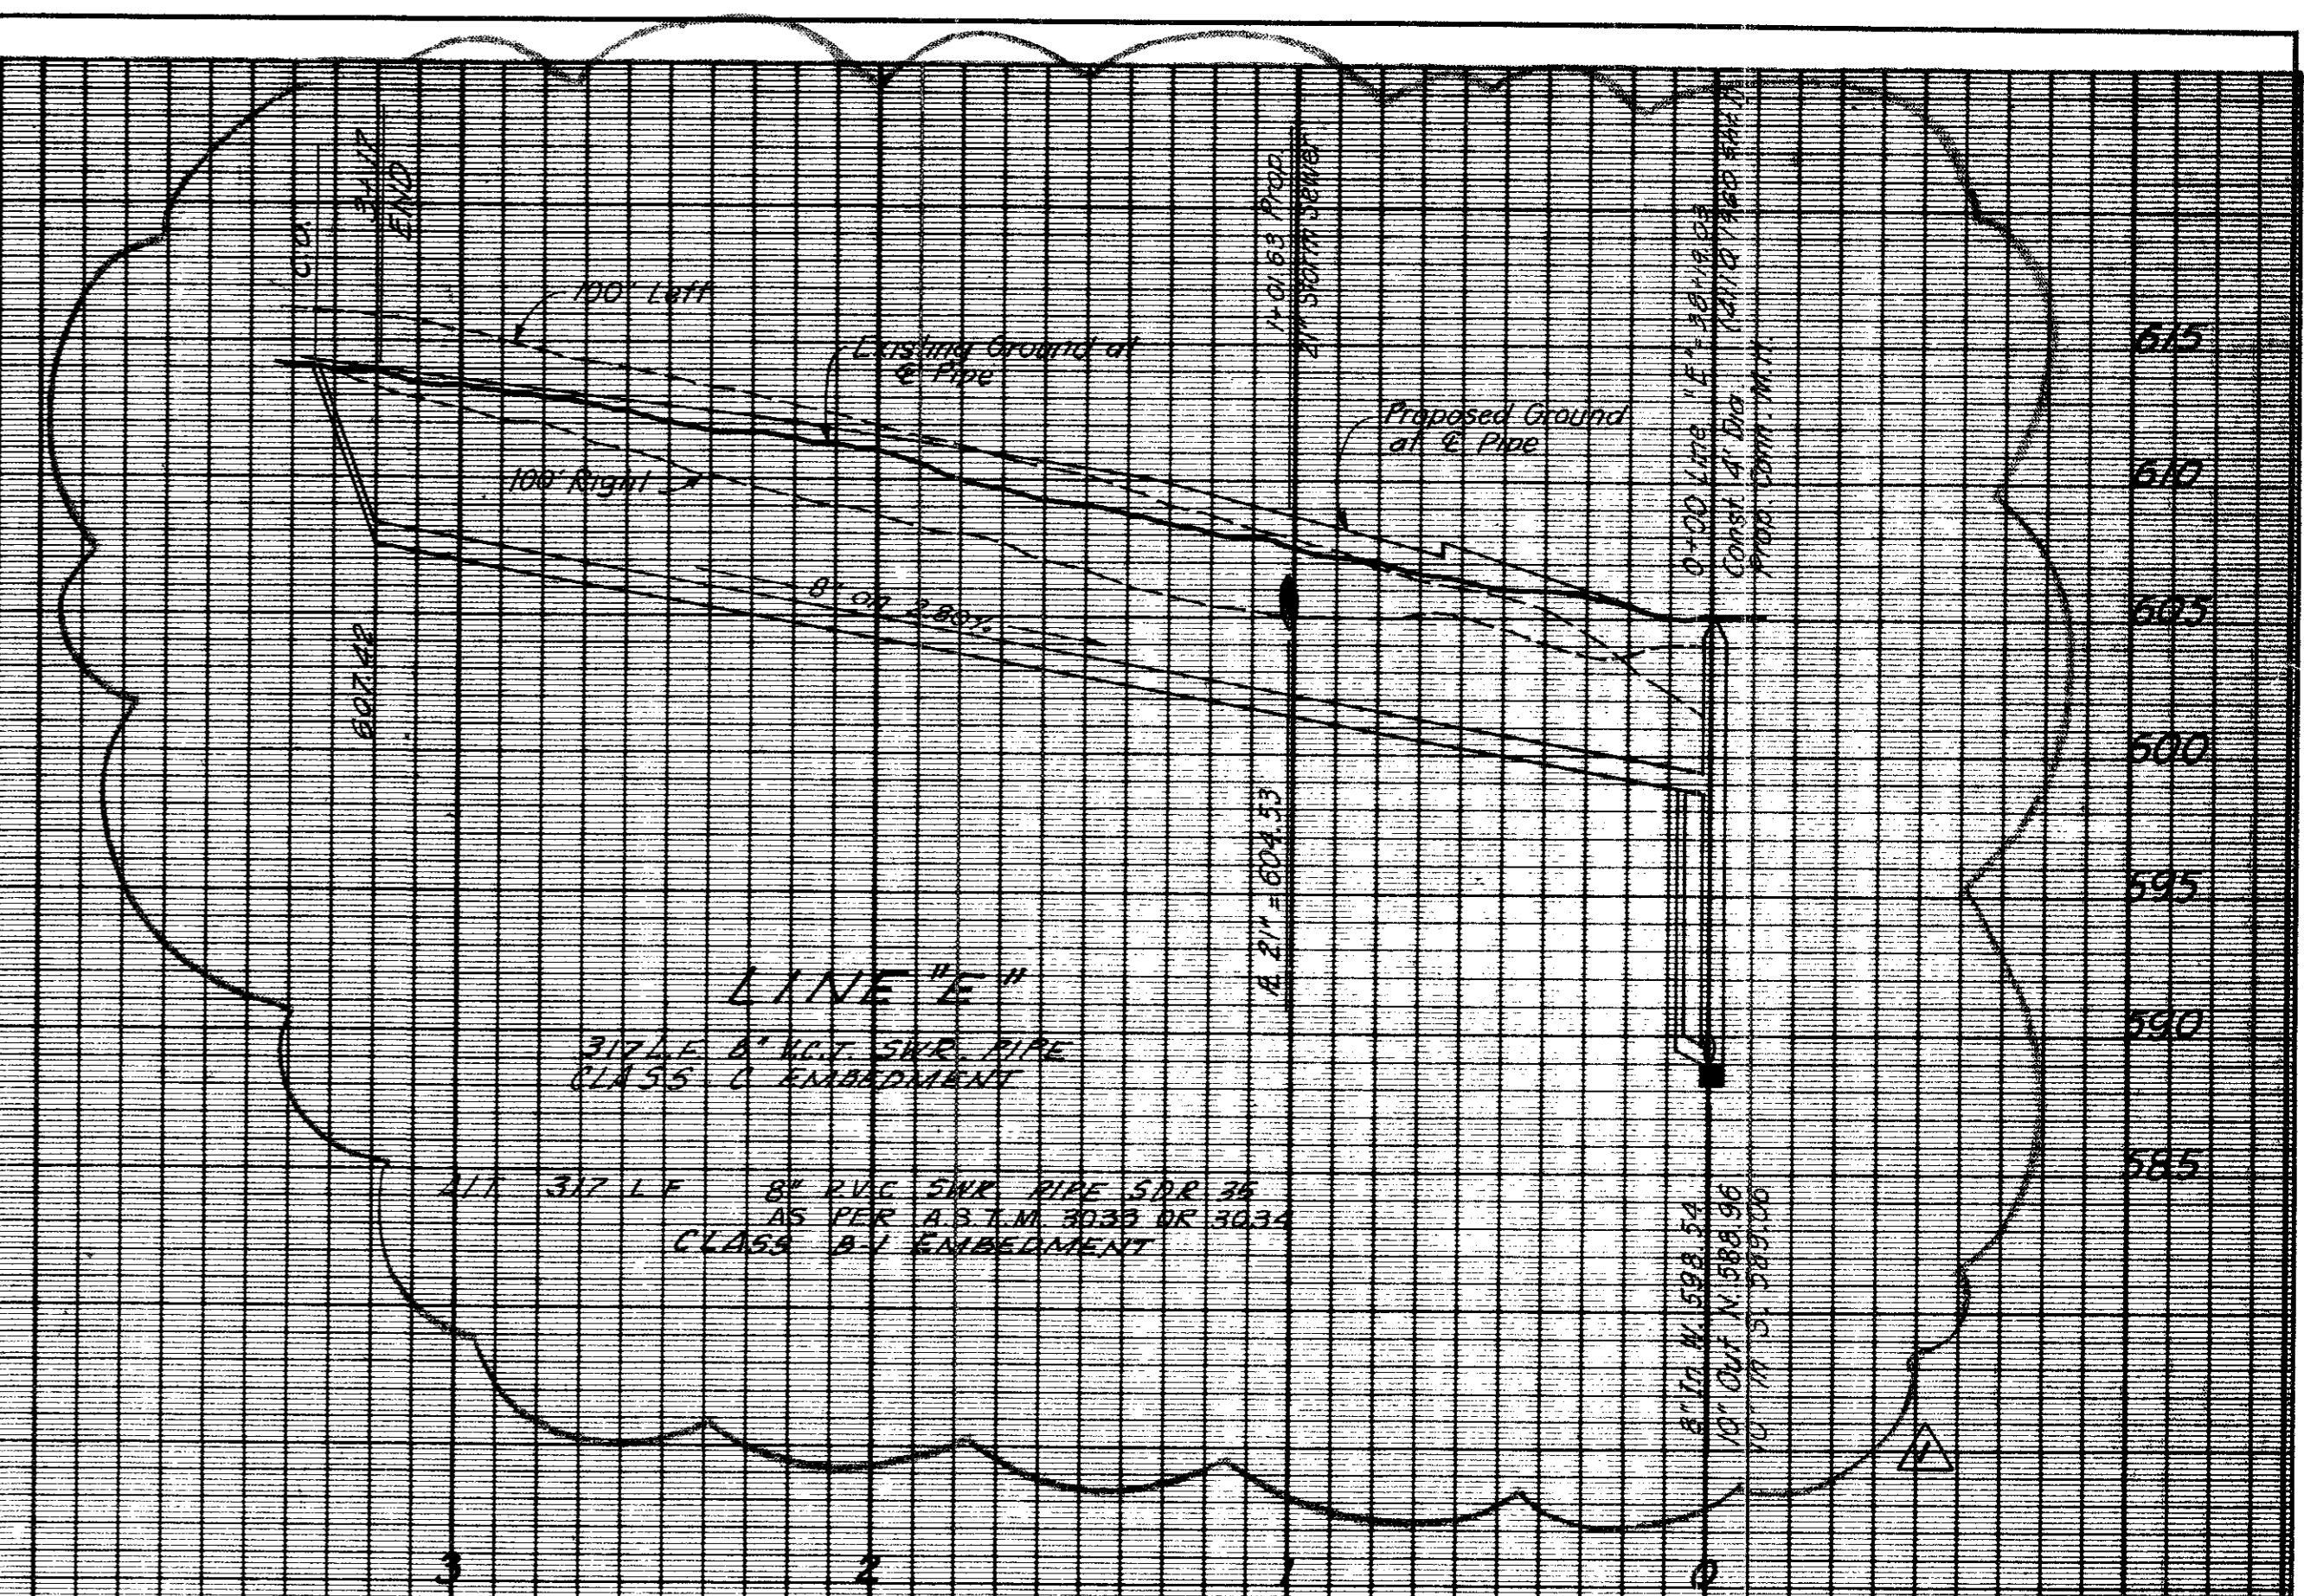 C.O.
3+17
END
100' Left
Existing Ground at
℄ Pipe
100' Right
1+01.63 Prop.
21" Storm Sewer
Proposed Ground
at ℄ Pipe
0+00 Line "E" = 38+19.03
Const. 4' Dia.
Prop. Conn. M.H.
615
610
605
600
595
590
585
607.42
8" on 2.80%
℄ 21" = 604.53
LINE "E"
317 L.F. 8" V.C.T. SWR. PIPE
CLASS C EMBEDMENT
ALT 317 L F 8" P.V.C SWR PIPE SDR 35
AS PER A.S.T.M. 3033 OR 3034
CLASS B-1 EMBEDMENT
8" In W. 598.54
10" Out N. 588.96
10" In S. 589.06
1
3
2
1
0